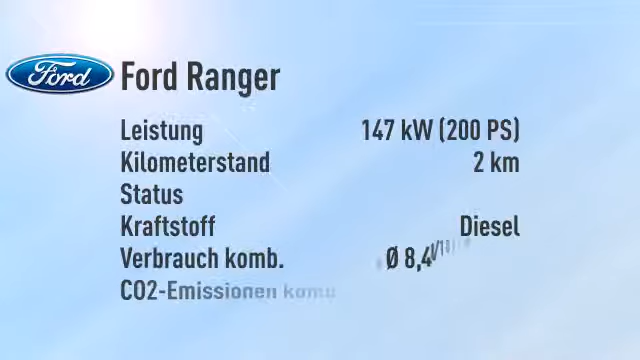 Ford Ford Ranger
Leistung 147 kW (200 PS)
Kilometerstand 2 km
Status
Kraftstoff Diesel
Verbrauch komb. Ø 8,4
CO2-Emissionen komb